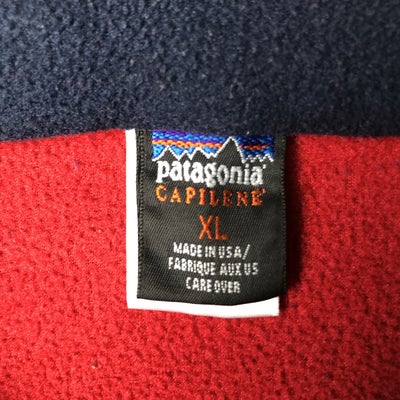 patagonia®
CAPILENE®
XL
MADE IN USA/
FABRIQUE AUX US
CARE OVER